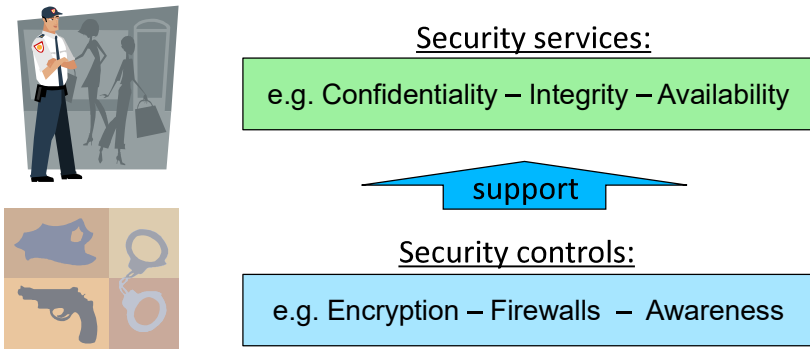 Security services:
e.g. Confidentiality – Integrity – Availability
support
Security controls:
e.g. Encryption – Firewalls – Awareness